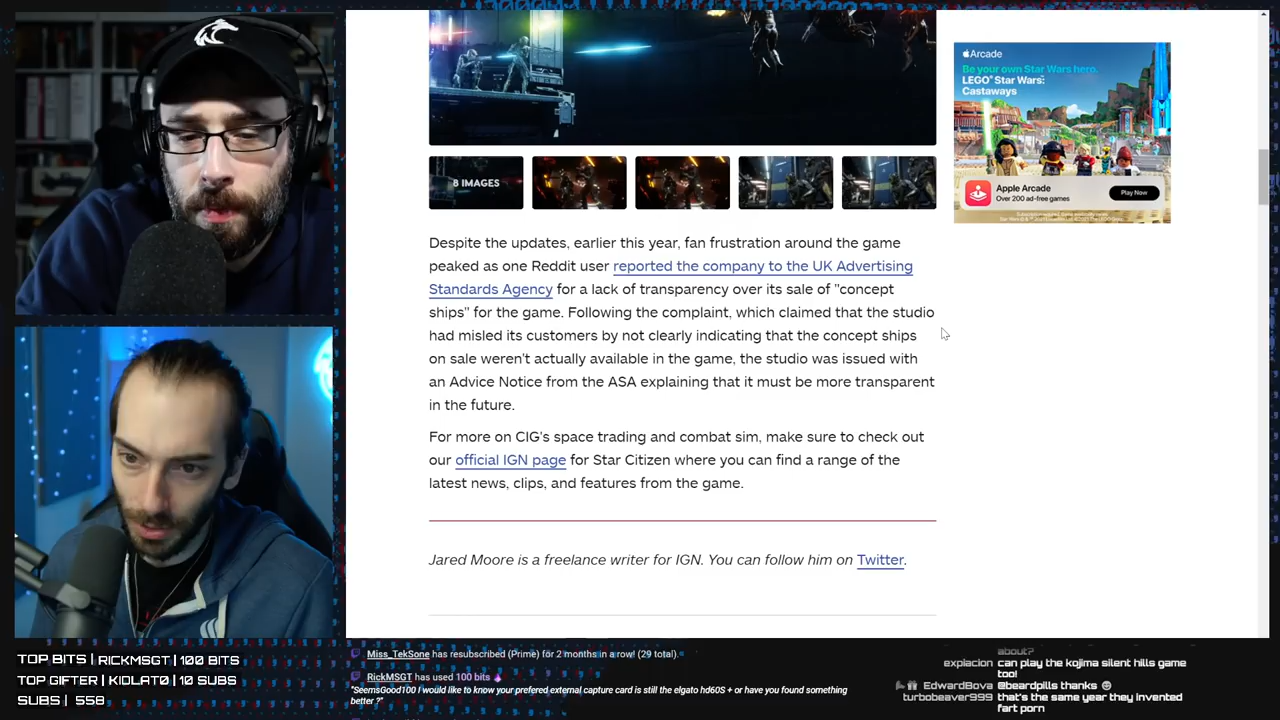 Arcade
Be your own Star Wars hero.
LEGO® Star Wars:
Castaways
Apple Arcade
Over 200 ad-free games
Play Now
8 IMAGES
Despite the updates, earlier this year, fan frustration around the game
peaked as one Reddit user reported the company to the UK Advertising
Standards Agency for a lack of transparency over its sale of "concept
ships" for the game. Following the complaint, which claimed that the studio
had misled its customers by not clearly indicating that the concept ships
on sale weren't actually available in the game, the studio was issued with
an Advice Notice from the ASA explaining that it must be more transparent
in the future.
For more on CIG's space trading and combat sim, make sure to check out
our official IGN page for Star Citizen where you can find a range of the
latest news, clips, and features from the game.
Jared Moore is a freelance writer for IGN. You can follow him on Twitter.
TOP BITS | RICKMSGT | 100 BITS
TOP GIFTER | KIDLAT0 | 10 SUBS
SUBS | 558
Miss_TekSone has resubscribed (Prime) for 2 months in a row! (29 total).
RickMSGT has used 100 bits
"SeemsGood100 I would like to know your prefered external capture card is still the elgato hd60S + or have you found something
better ?"
about?
explacion can play the kojima silent hills game
too!
EdwardBova @beardpills thanks
turbobeaver999 that's the same year they invented
fart porn